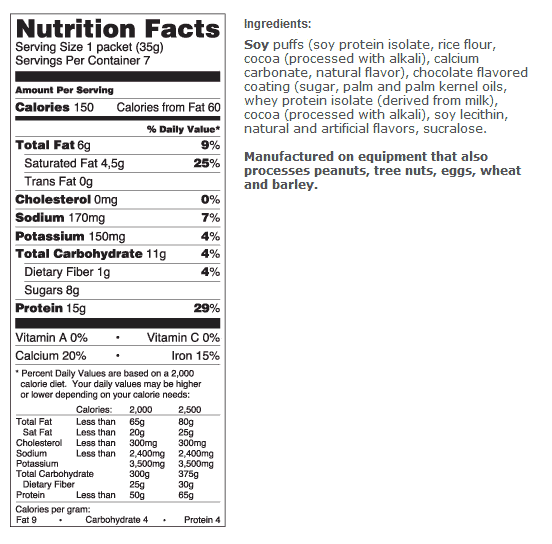 Nutrition Facts
Serving Size 1 packet (35g)
Servings Per Container 7
Amount Per Serving
Calories 150 Calories from Fat 60
% Daily Value*
Total Fat 6g 9%
Saturated Fat 4,5g 25%
Trans Fat 0g
Cholesterol 0mg 0%
Sodium 170mg 7%
Potassium 150mg 4%
Total Carbohydrate 11g 4%
Dietary Fiber 1g 4%
Sugars 8g
Protein 15g 29%
Vitamin A 0% • Vitamin C 0%
Calcium 20% • Iron 15%
* Percent Daily Values are based on a 2,000
calorie diet. Your daily values may be higher
or lower depending on your calorie needs:
Calories: 2,000 2,500
Total Fat Less than 65g 80g
Sat Fat Less than 20g 25g
Cholesterol Less than 300mg 300mg
Sodium Less than 2,400mg 2,400mg
Potassium 3,500mg 3,500mg
Total Carbohydrate 300g 375g
Dietary Fiber 25g 30g
Protein Less than 50g 65g
Calories per gram:
Fat 9 • Carbohydrate 4 • Protein 4
Ingredients:
Soy puffs (soy protein isolate, rice flour,
cocoa (processed with alkali), calcium
carbonate, natural flavor), chocolate flavored
coating (sugar, palm and palm kernel oils,
whey protein isolate (derived from milk),
cocoa (processed with alkali), soy lecithin,
natural and artificial flavors, sucralose.
Manufactured on equipment that also
processes peanuts, tree nuts, eggs, wheat
and barley.